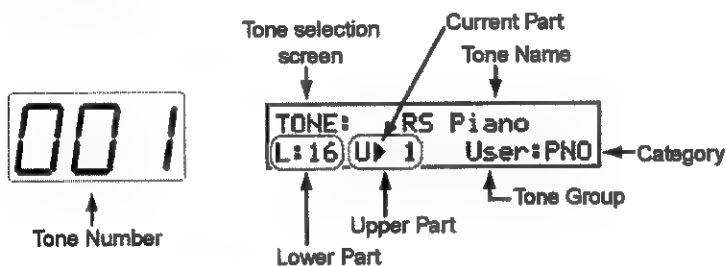 Tone selection
screen
Current Part
Tone Name
001
TONE: RS Piano
L:16 U▶ 1 User:PNO
Category
Tone Group
Upper Part
Tone Number
Lower Part